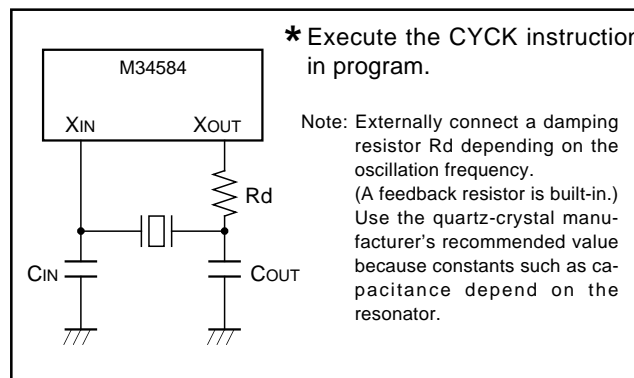 M34584
XIN
XOUT
Rd
CIN
COUT
* Execute the CYCK instruction
in program.
Note: Externally connect a damping
resistor Rd depending on the
oscillation frequency.
(A feedback resistor is built-in.)
Use the quartz-crystal manu-
facturer's recommended value
because constants such as ca-
pacitance depend on the
resonator.